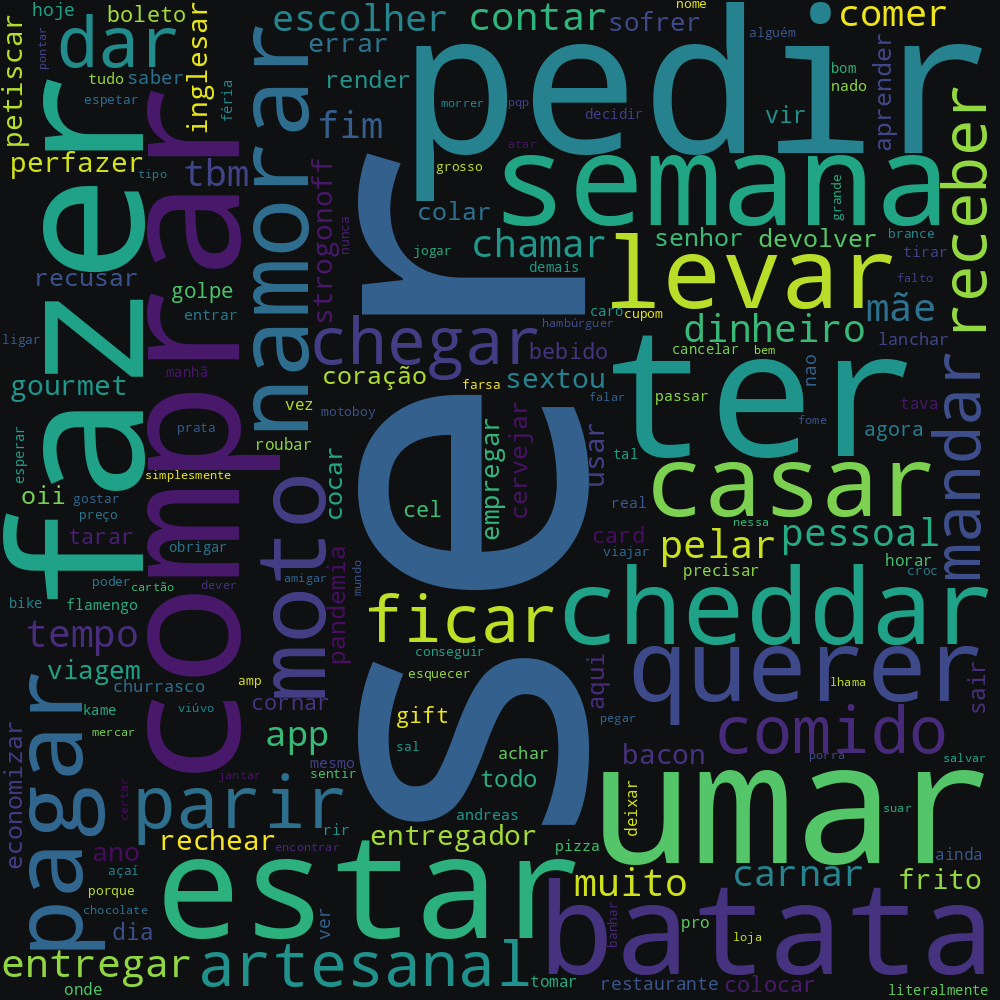 hoje
boleto
escolher
contar
nome
comer
petiscar
pontar
dar
errar
sofrer
alguém
tudo
saber
inglesar
render
pedir
bom
nado
aprender
espetar
féria
namorar
fim
morrer
pqp
decidir
vir
perfazer
tipo
tbm
atar
grosso
semana
receber
fazer
comprar
strogonoff
nunca
colar
grande
recusar
golpe
entrar
chamar
jogar
demais
senhor
devolver
brance
tirar
levar
falto
ligar
chegar
hambúrguer
caro
cupom
dinheiro
mãe
gourmet
manhã
coração
bebido
sextou
cancelar
bem
nao
lanchar
farsa
falar
passar
ter
vez
motoboy
ser
fome
tava
prata
roubar
usar
agora
mandar
esperar
simplesmente
cocar
cervejar
tal
casar
oii
gostar
preço
moto
cel
empregar
real
nessa
tarar
obrigar
card
viajar
pelar
pessoal
horar
poder
cartão
dever
amigar
mundo
precisar
croc
bike
flamengo
pandemia
ficar
cheddar
tempo
conseguir
querer
viagem
churrasco
amp
esquecer
aqui
lhama
sair
kame
viúvo
cornar
gift
pegar
comido
mercar
app
sal
achar
bacon
porra
salvar
economizar
pagar
jantar
mesmo
sentir
todo
umar
certar
parir
rir
andreas
deixar
suar
rechear
encontrar
entregador
pizza
ano
açaí
estar
muito
carnar
ainda
frito
porque
chocolate
dia
ver
batata
banhar
pro
loja
entregar
artesanal
onde
tomar
restaurante
colocar
literalmente